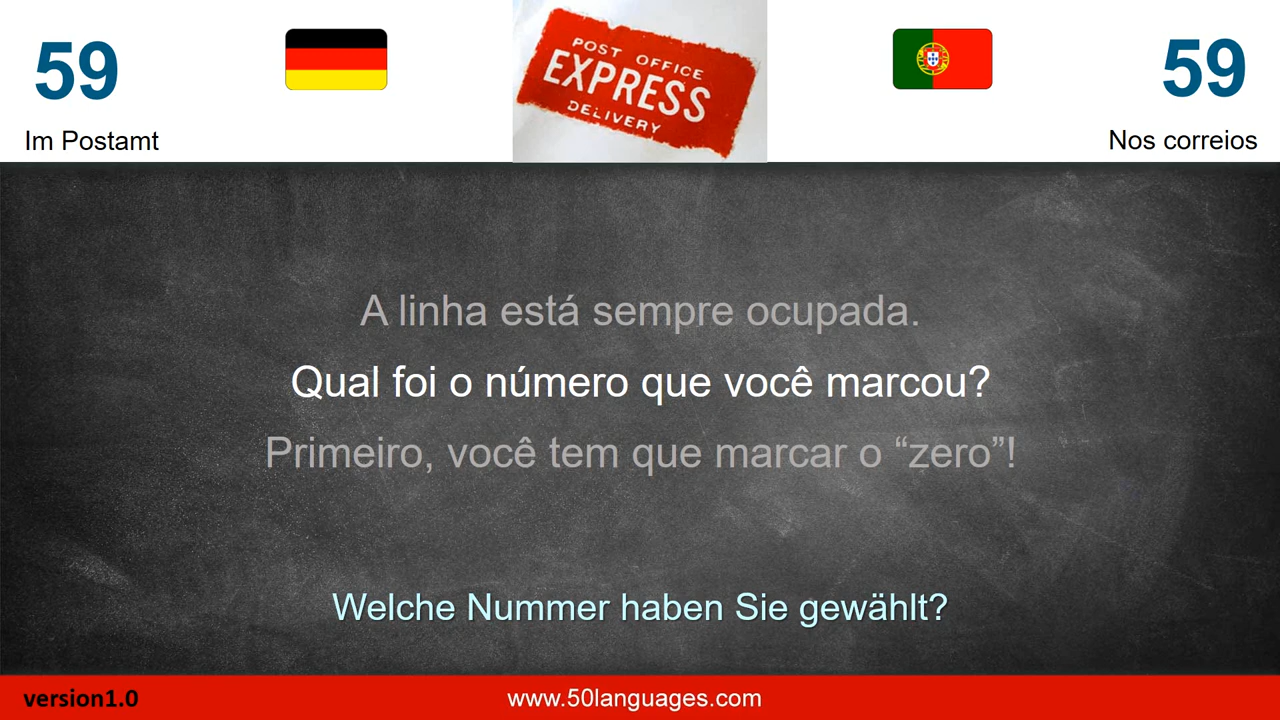 59
Im Postamt
POST OFFICE
EXPRESS
DELIVERY
59
Nos correios
A linha está sempre ocupada.
Qual foi o número que você marcou?
Primeiro, você tem que marcar o “zero”!
Welche Nummer haben Sie gewählt?
version1.0
www.50languages.com